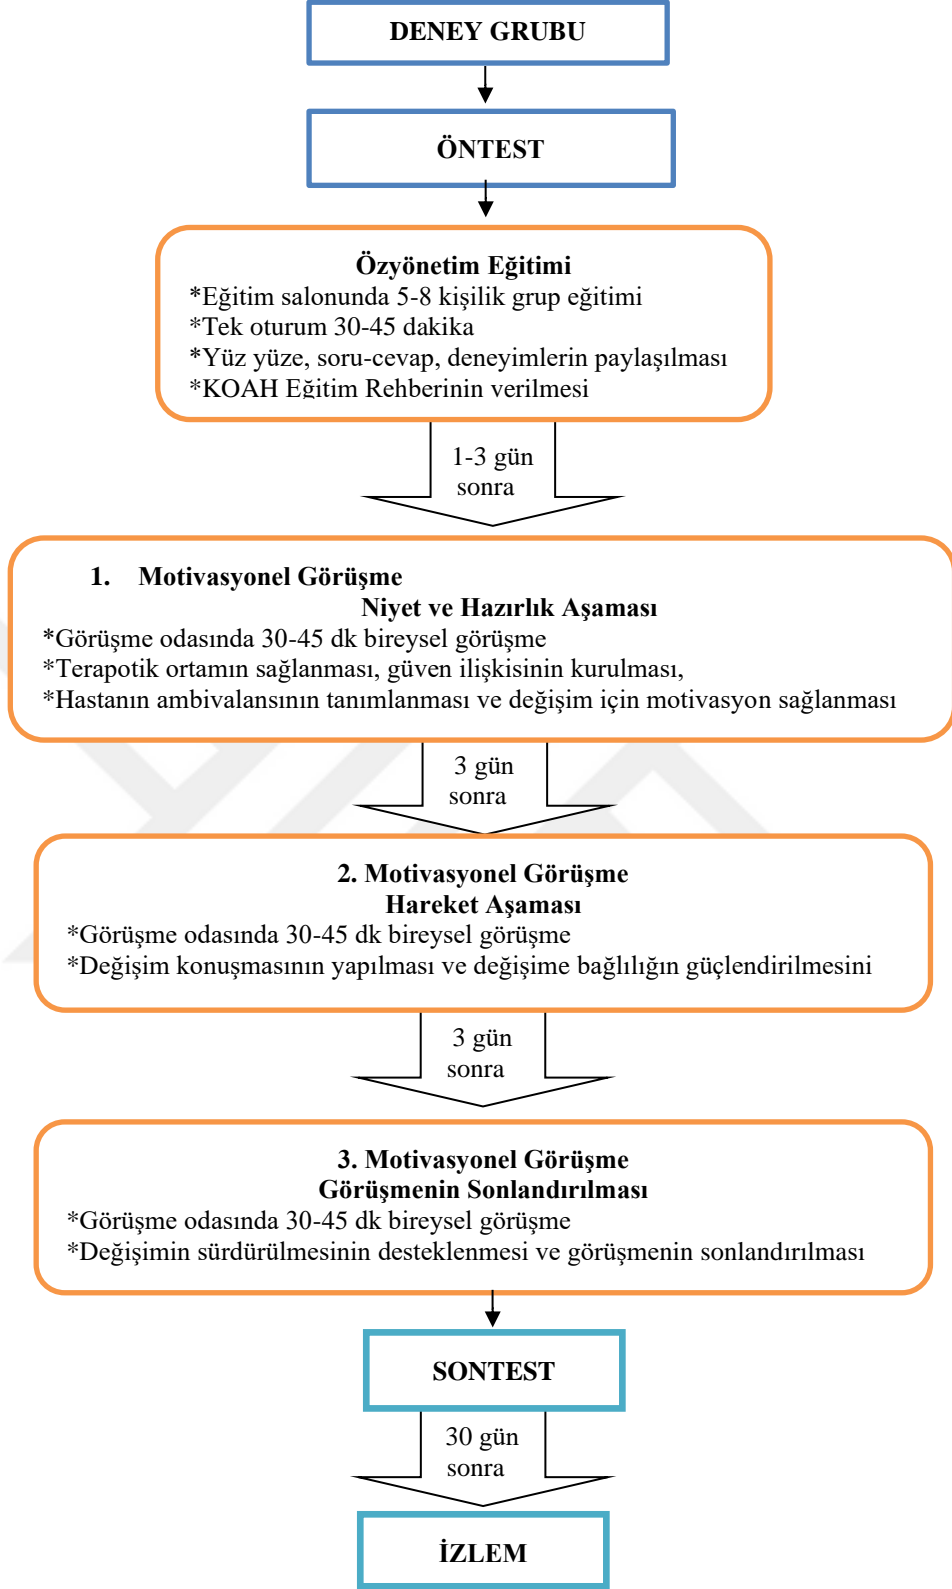 DENEY GRUBU
ÖNTEST
Özyönetim Eğitimi
*Eğitim salonunda 5-8 kişilik grup eğitimi
*Tek oturum 30-45 dakika
*Yüz yüze, soru-cevap, deneyimlerin paylaşılması
*KOAH Eğitim Rehberinin verilmesi
1-3 gün
sonra
1. Motivasyonel Görüşme
Niyet ve Hazırlık Aşaması
*Görüşme odasında 30-45 dk bireysel görüşme
*Terapotik ortamın sağlanması, güven ilişkisinin kurulması,
*Hastanın ambivalansının tanımlanması ve değişim için motivasyon sağlanması
3 gün
sonra
2. Motivasyonel Görüşme
Hareket Aşaması
*Görüşme odasında 30-45 dk bireysel görüşme
*Değişim konuşmasının yapılması ve değişime bağlılığın güçlendirilmesini
3 gün
sonra
3. Motivasyonel Görüşme
Görüşmenin Sonlandırılması
*Görüşme odasında 30-45 dk bireysel görüşme
*Değişimin sürdürülmesinin desteklenmesi ve görüşmenin sonlandırılması
SONTEST
30 gün
sonra
İZLEM